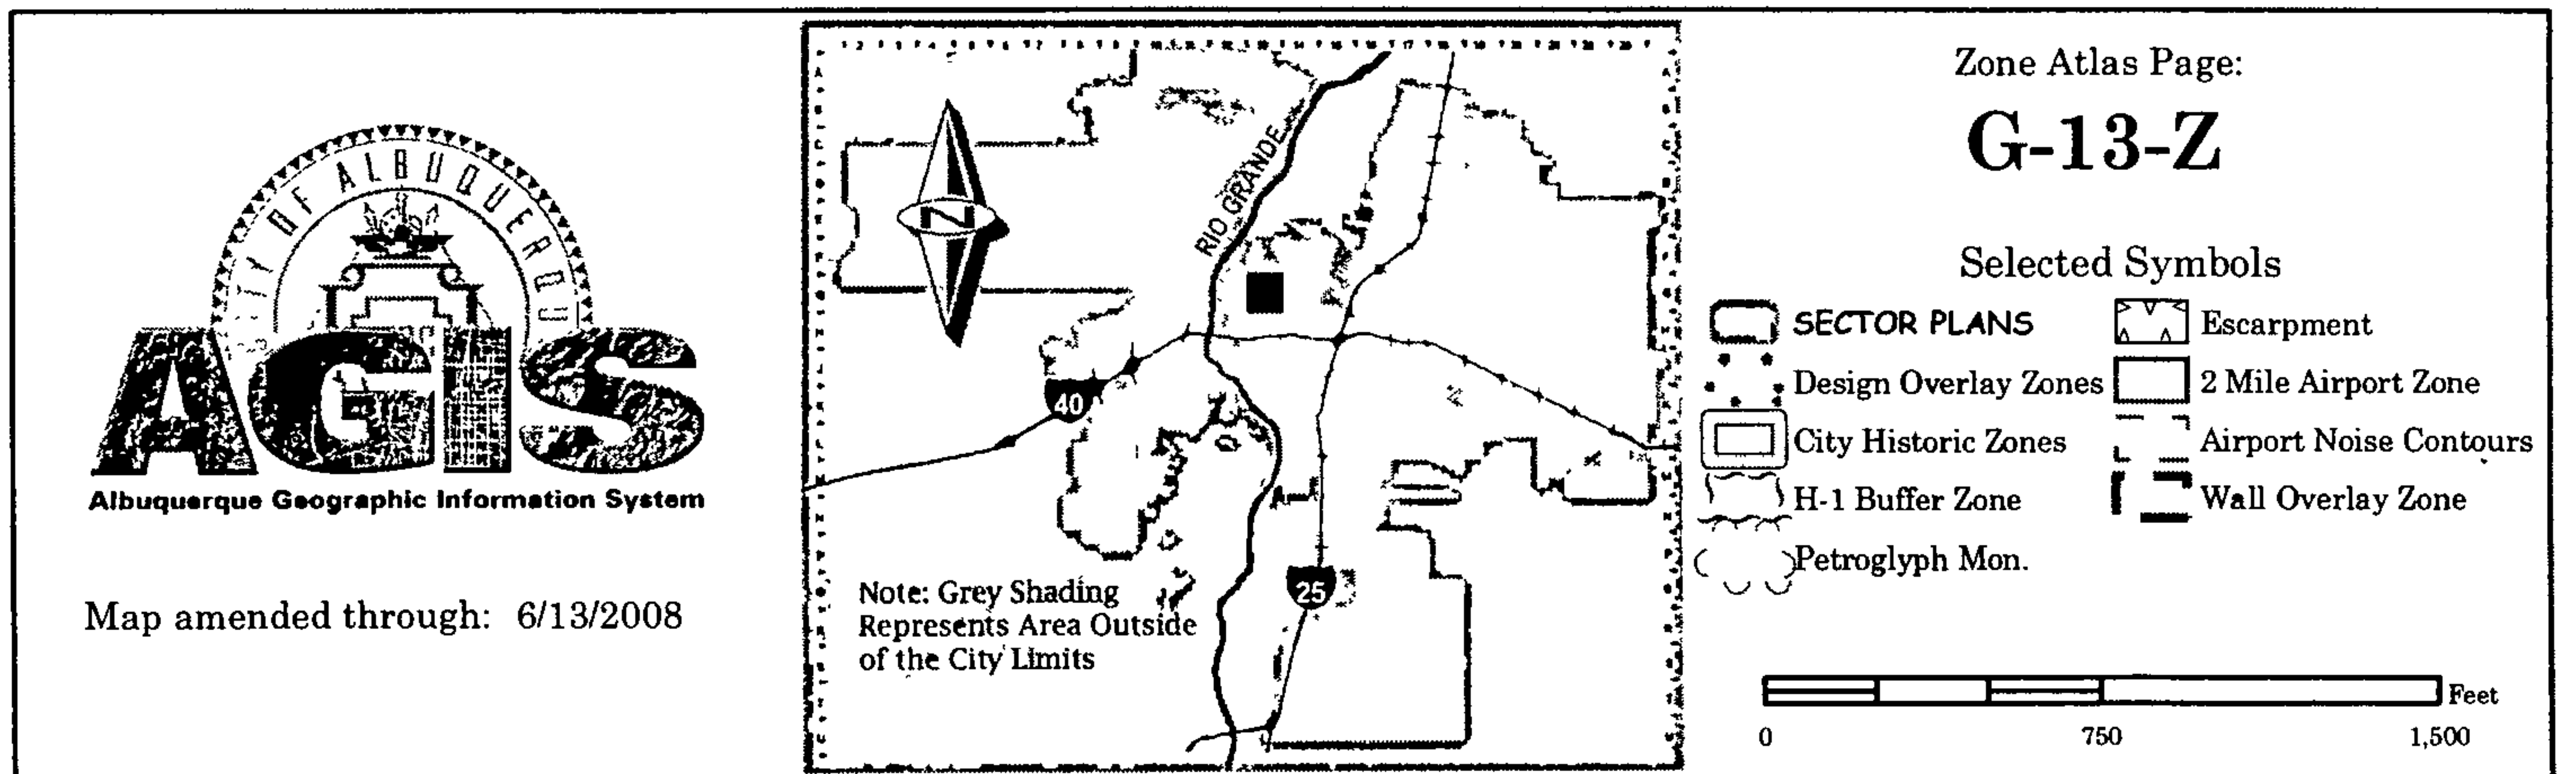 CITY OF ALBUQUERQU
AGIS
Albuquerque Geographic Information System
Map amended through: 6/13/2008
N
RIO GRANDE
40
25
Note: Grey Shading
Represents Area Outside
of the City Limits
Zone Atlas Page:
G-13-Z
Selected Symbols
SECTOR PLANS
Escarpment
Design Overlay Zones
2 Mile Airport Zone
City Historic Zones
Airport Noise Contours
H-1 Buffer Zone
Wall Overlay Zone
Petroglyph Mon.
Feet
0 750 1,500